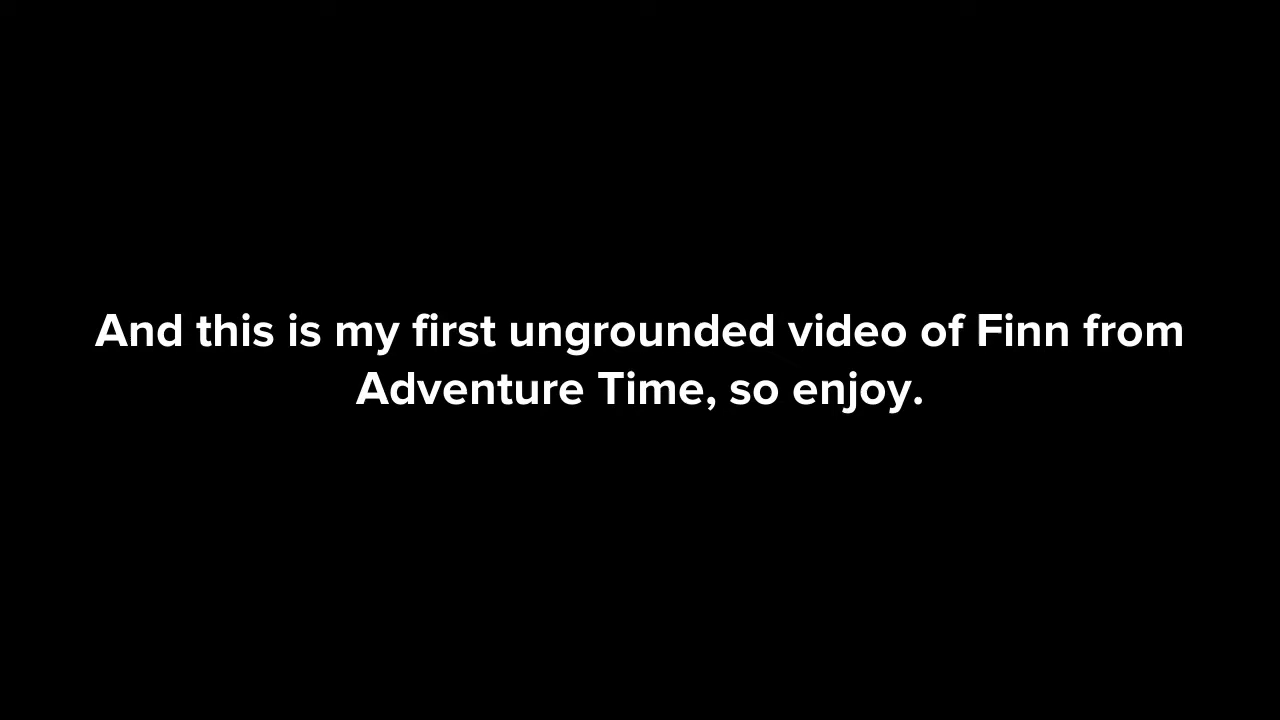 And this is my first ungrounded video of Finn from
Adventure Time, so enjoy.